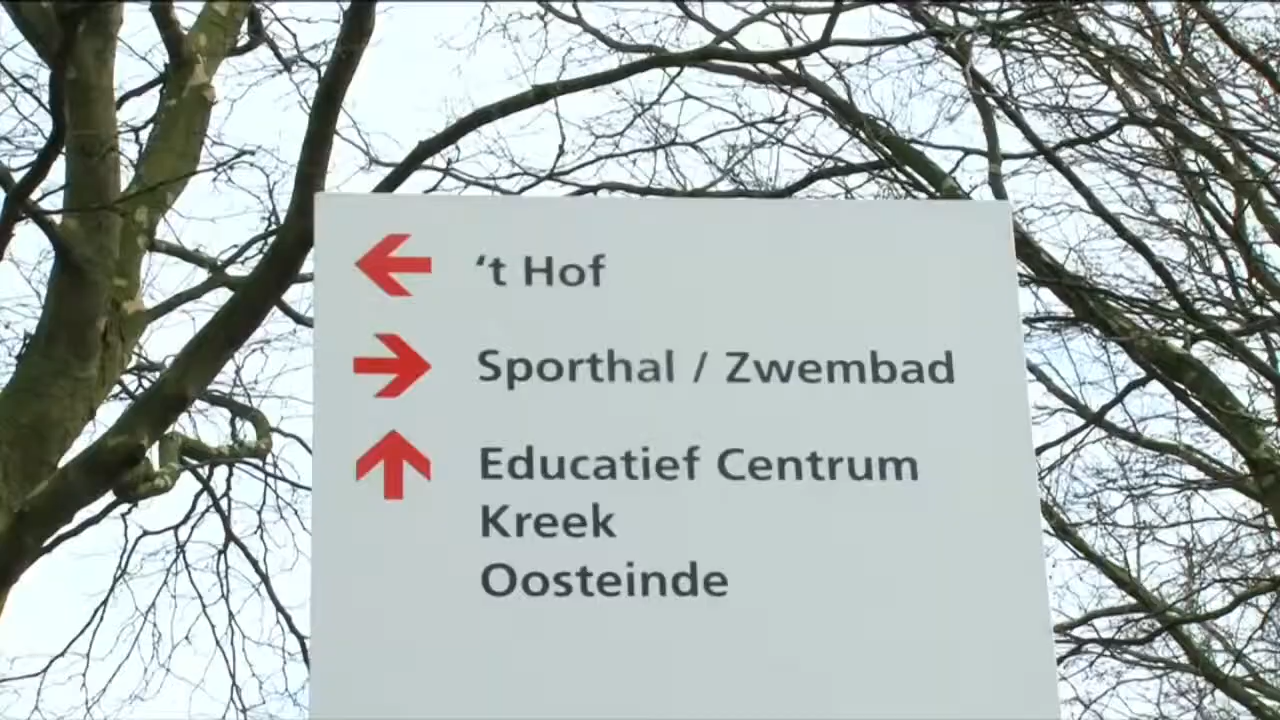 ‘t Hof
Sporthal / Zwembad
Educatief Centrum
Kreek
Oosteinde